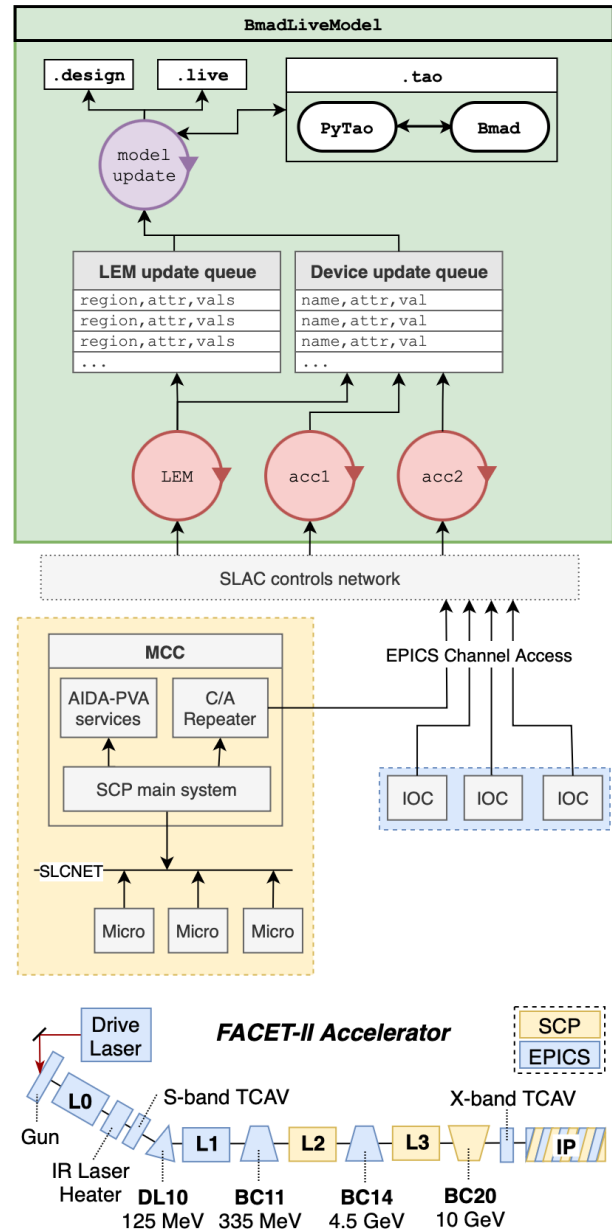 BmadLiveModel
.design
.live
.tao
PyTao
Bmad
model
update
LEM update queue
region,attr,vals
region,attr,vals
region,attr,vals
...
Device update queue
name,attr,val
name,attr,val
name,attr,val
...
LEM
acc1
acc2
SLAC controls network
MCC
AIDA-PVA
services
C/A
Repeater
SCP main system
SLCNET
Micro
Micro
Micro
EPICS Channel Access
IOC
IOC
IOC
FACET-II Accelerator
SCP
EPICS
Drive
Laser
Gun
L0
IR Laser
Heater
S-band TCAV
DL10
125 MeV
L1
BC11
335 MeV
L2
BC14
4.5 GeV
L3
BC20
10 GeV
X-band TCAV
IP